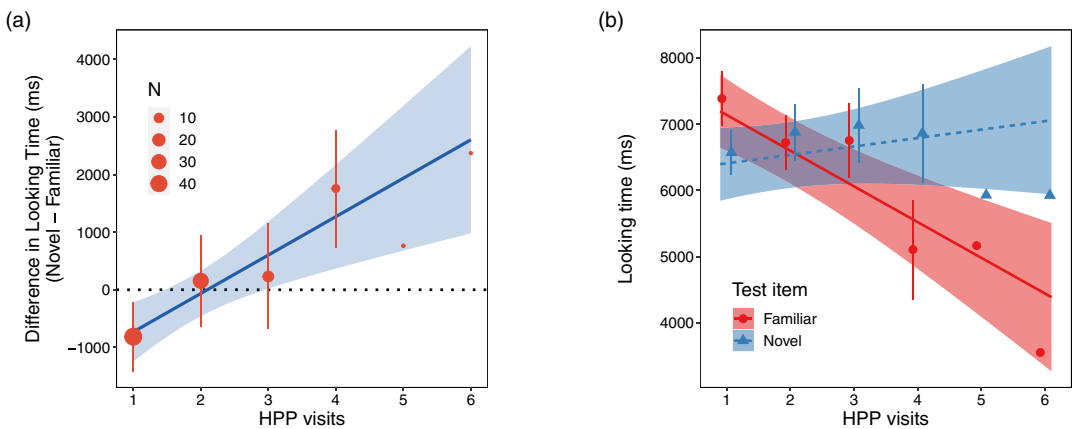 (a)
Difference in Looking Time (ms)
(Novel – Familiar)
4000
3000
2000
1000
0
−1000
N
10
20
30
40
1 2 3 4 5 6
HPP visits
(b)
Looking time (ms)
8000
7000
6000
5000
4000
Test item
Familiar
Novel
1 2 3 4 5 6
HPP visits